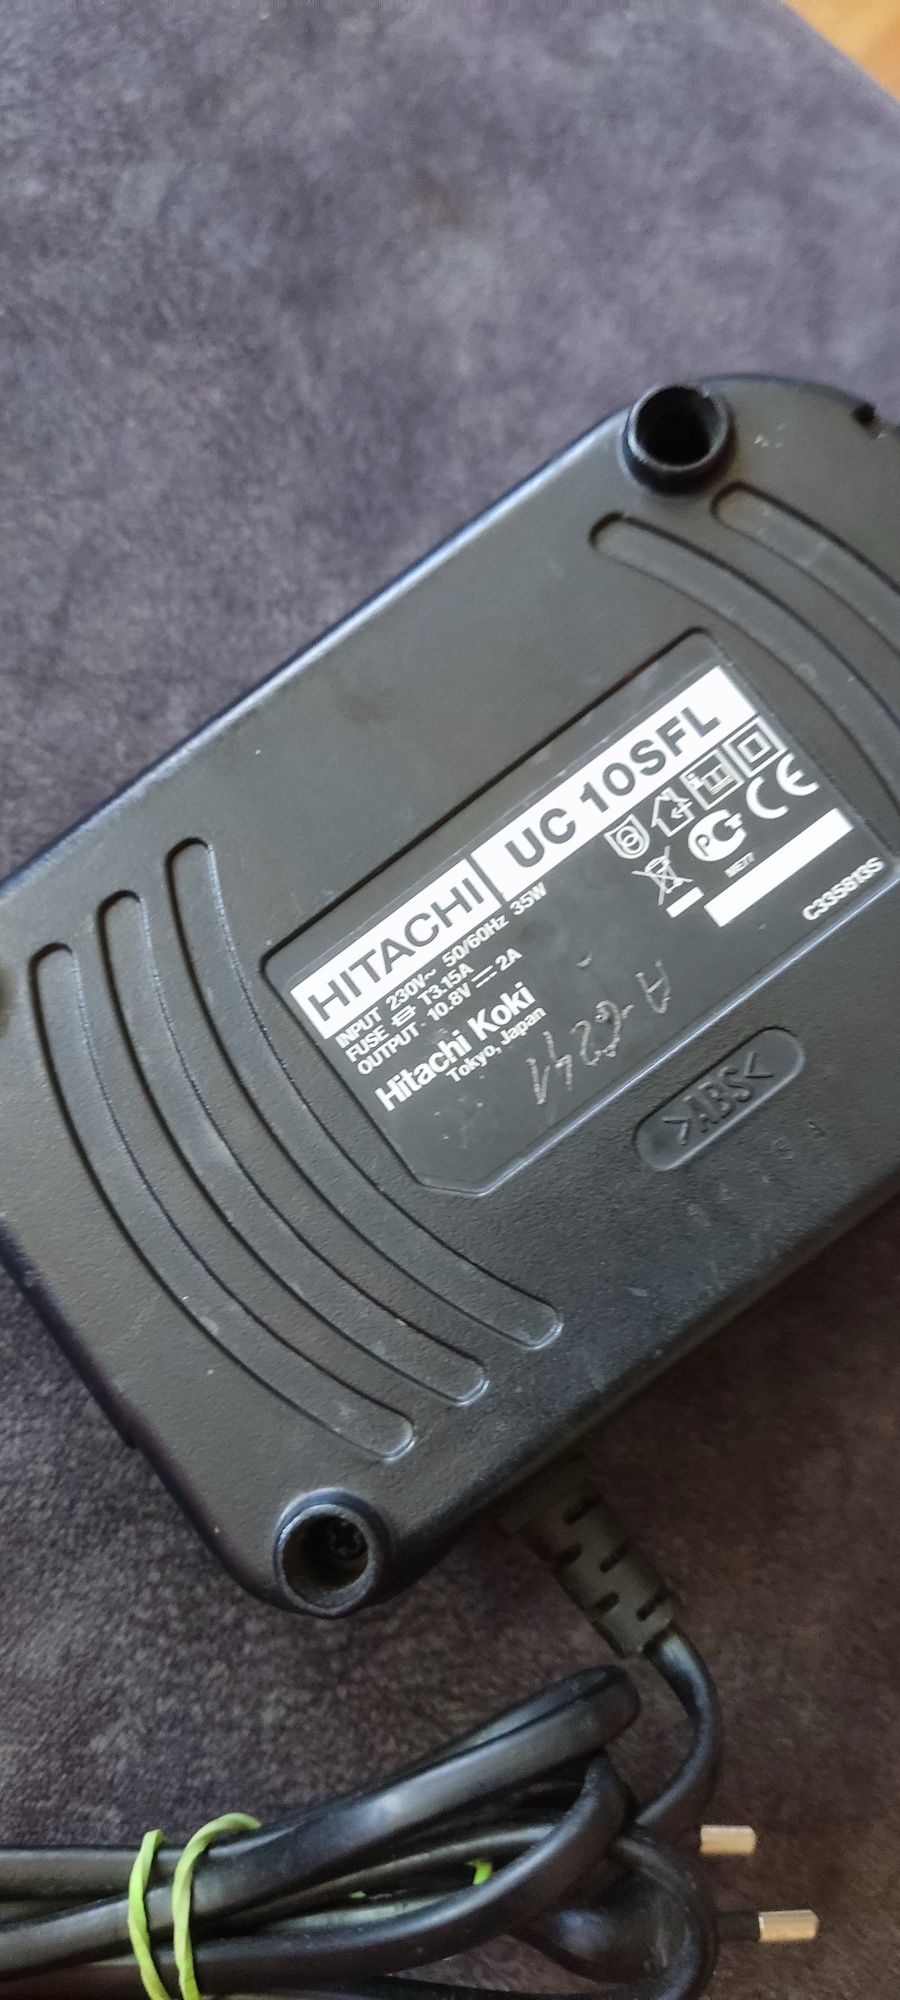 HITACHI UC 10SFL
INPUT 230V~ 50/60Hz 35W
FUSE T3.15A
OUTPUT 10.8V ⎓ 2A
Hitachi Koki
Tokyo, Japan
CE
C335813S
>ABS<